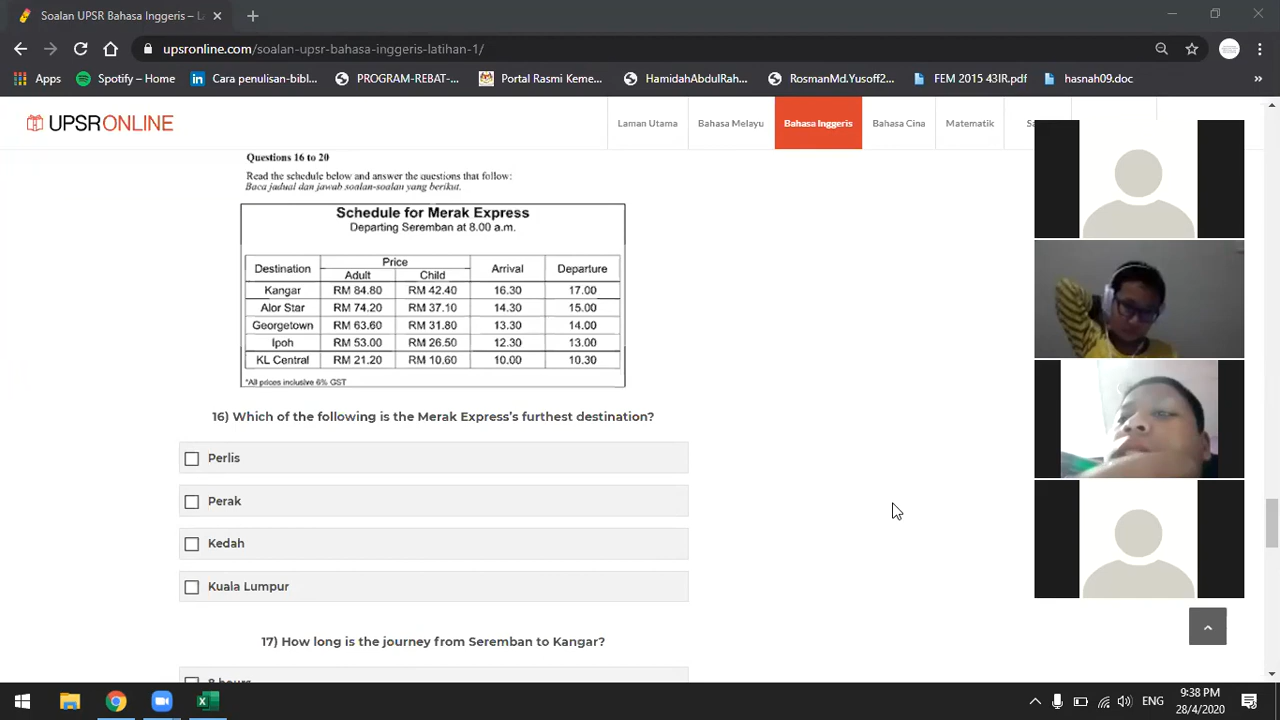 Soalan UPSR Bahasa Inggeris – L
upsronline.com/soalan-upsr-bahasa-inggeris-latihan-1/
Apps Spotify – Home Cara penulisan-bibl... PROGRAM-REBAT-... Portal Rasmi Keme... HamidahAbdulRah... RosmanMd.Yusoff2... FEM 2015 43IR.pdf hasnah09.doc »
UPSRONLINE Laman Utama Bahasa Melayu Bahasa Inggeris Bahasa Cina Matematik
Questions 16 to 20
Read the schedule below and answer the questions that follow:
Baca jadual dan jawab soalan-soalan yang berikut.
Schedule for Merak Express
Departing Seremban at 8.00 a.m.
Destination Price Arrival Departure
Adult Child
Kangar RM 84.80 RM 42.40 16.30 17.00
Alor Star RM 74.20 RM 37.10 14.30 15.00
Georgetown RM 63.60 RM 31.80 13.30 14.00
Ipoh RM 53.00 RM 26.50 12.30 13.00
KL Central RM 21.20 RM 10.60 10.00 10.30
*All prices inclusive 6% GST
16) Which of the following is the Merak Express's furthest destination?
Perlis
Perak
Kedah
Kuala Lumpur
17) How long is the journey from Seremban to Kangar?
8 hours
ENG 9:38 PM
28/4/2020